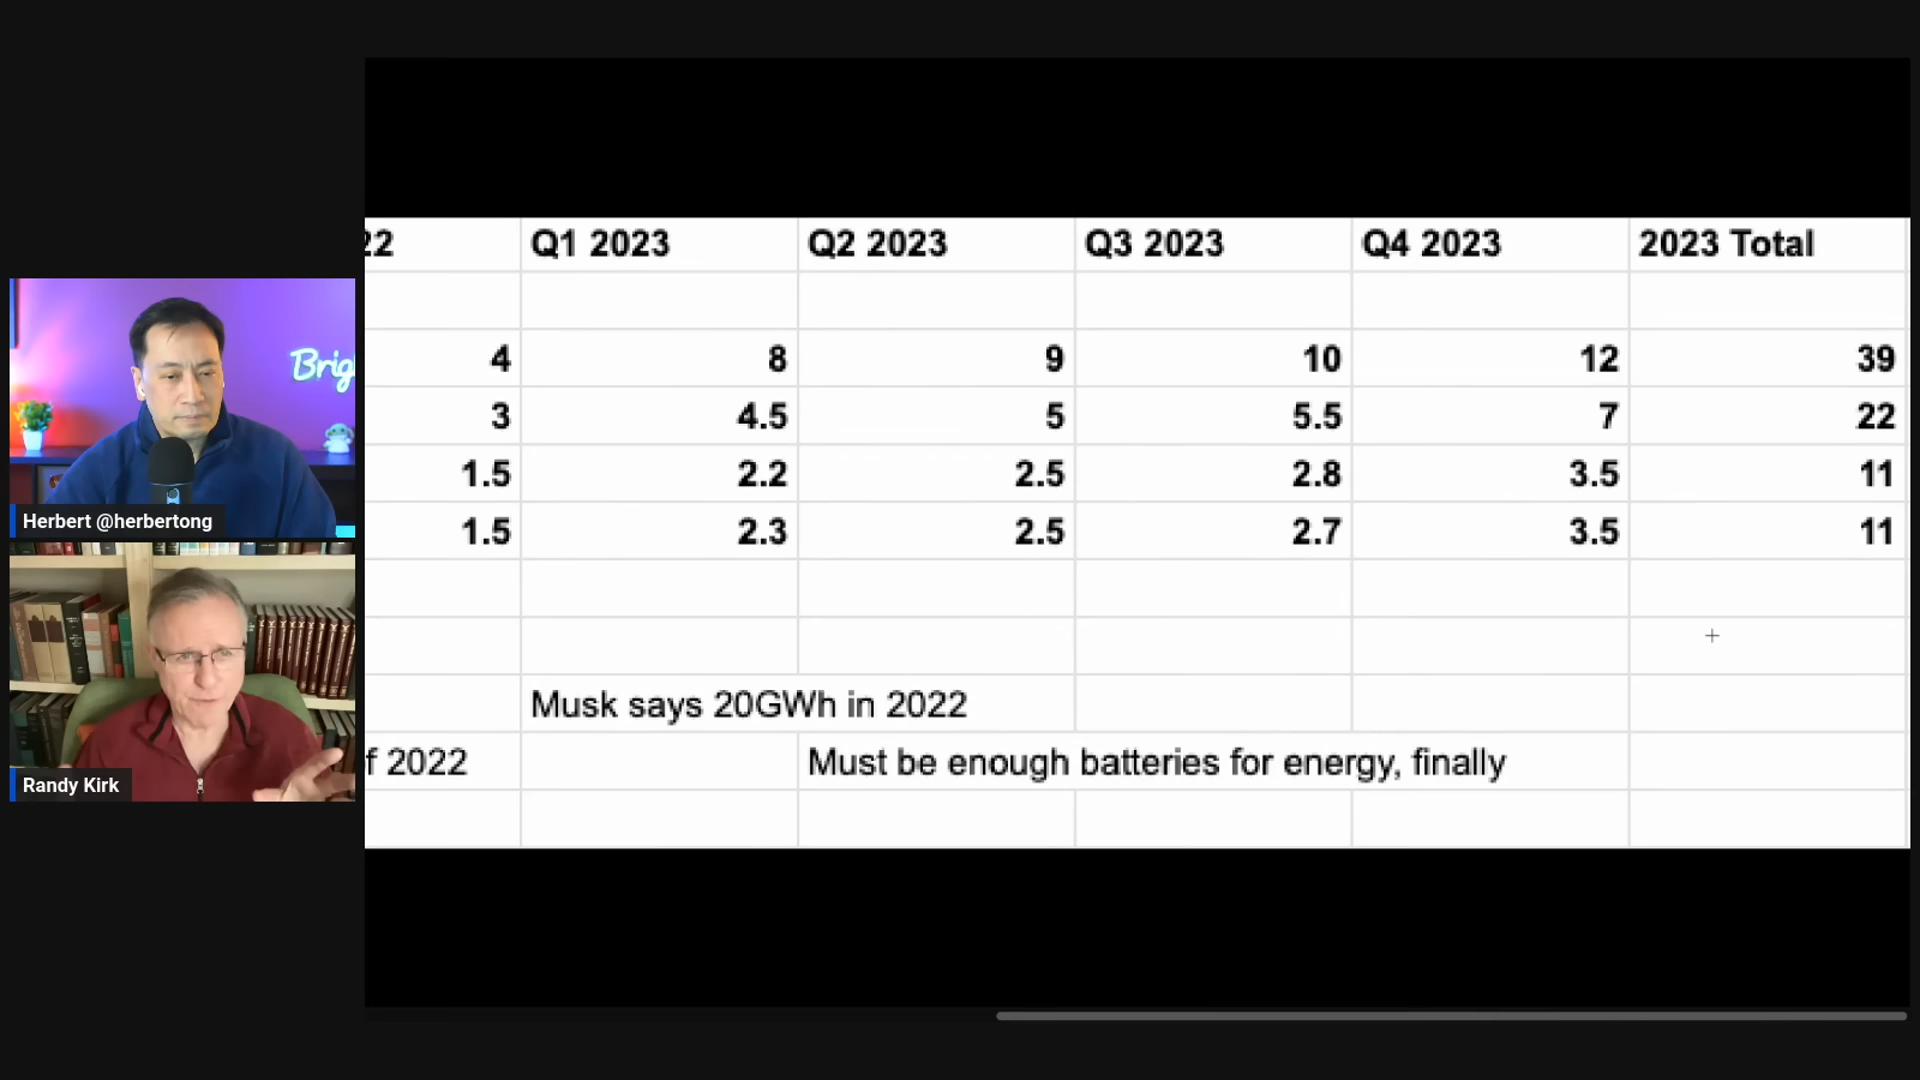 22 Q1 2023 Q2 2023 Q3 2023 Q4 2023 2023 Total
4 8 9 10 12 39
3 4.5 5 5.5 7 22
1.5 2.2 2.5 2.8 3.5 11
1.5 2.3 2.5 2.7 3.5 11
Musk says 20GWh in 2022
f 2022 Must be enough batteries for energy, finally
Brig
Herbert @herbertong
Randy Kirk